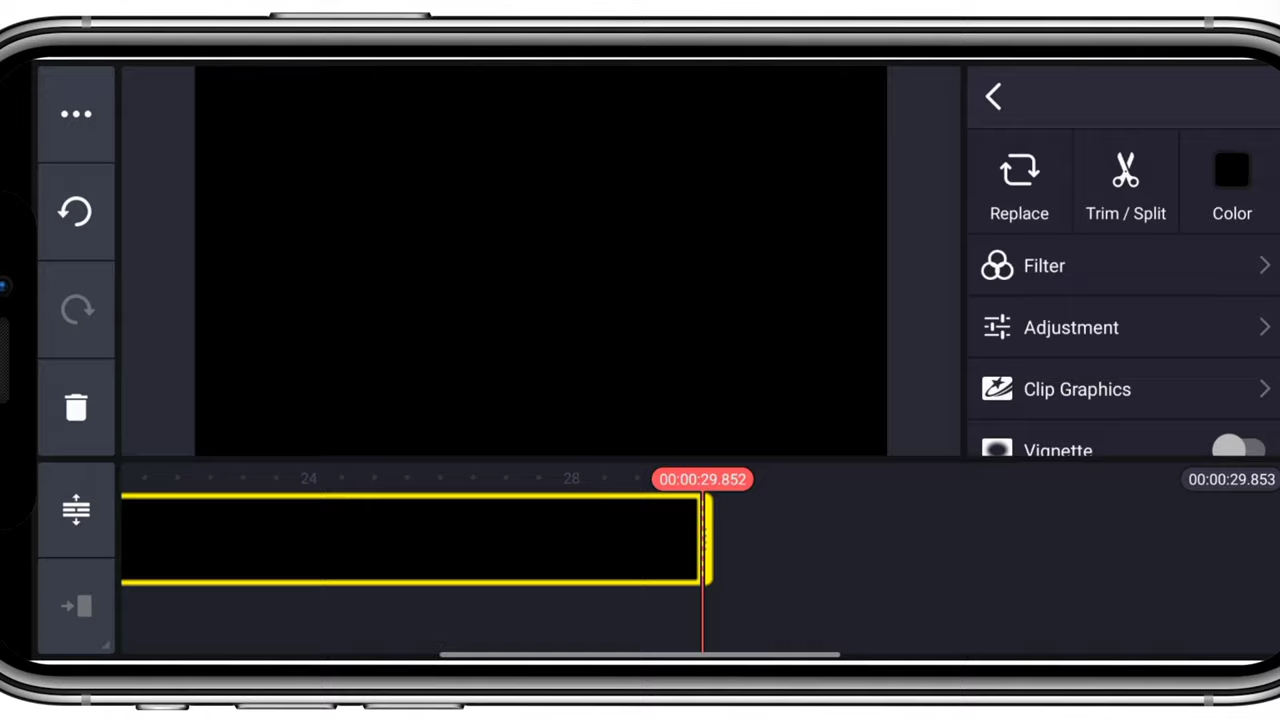 Replace
Trim / Split
Color
Filter
Adjustment
Clip Graphics
Vignette
24
28
00:00:29.852
00:00:29.853